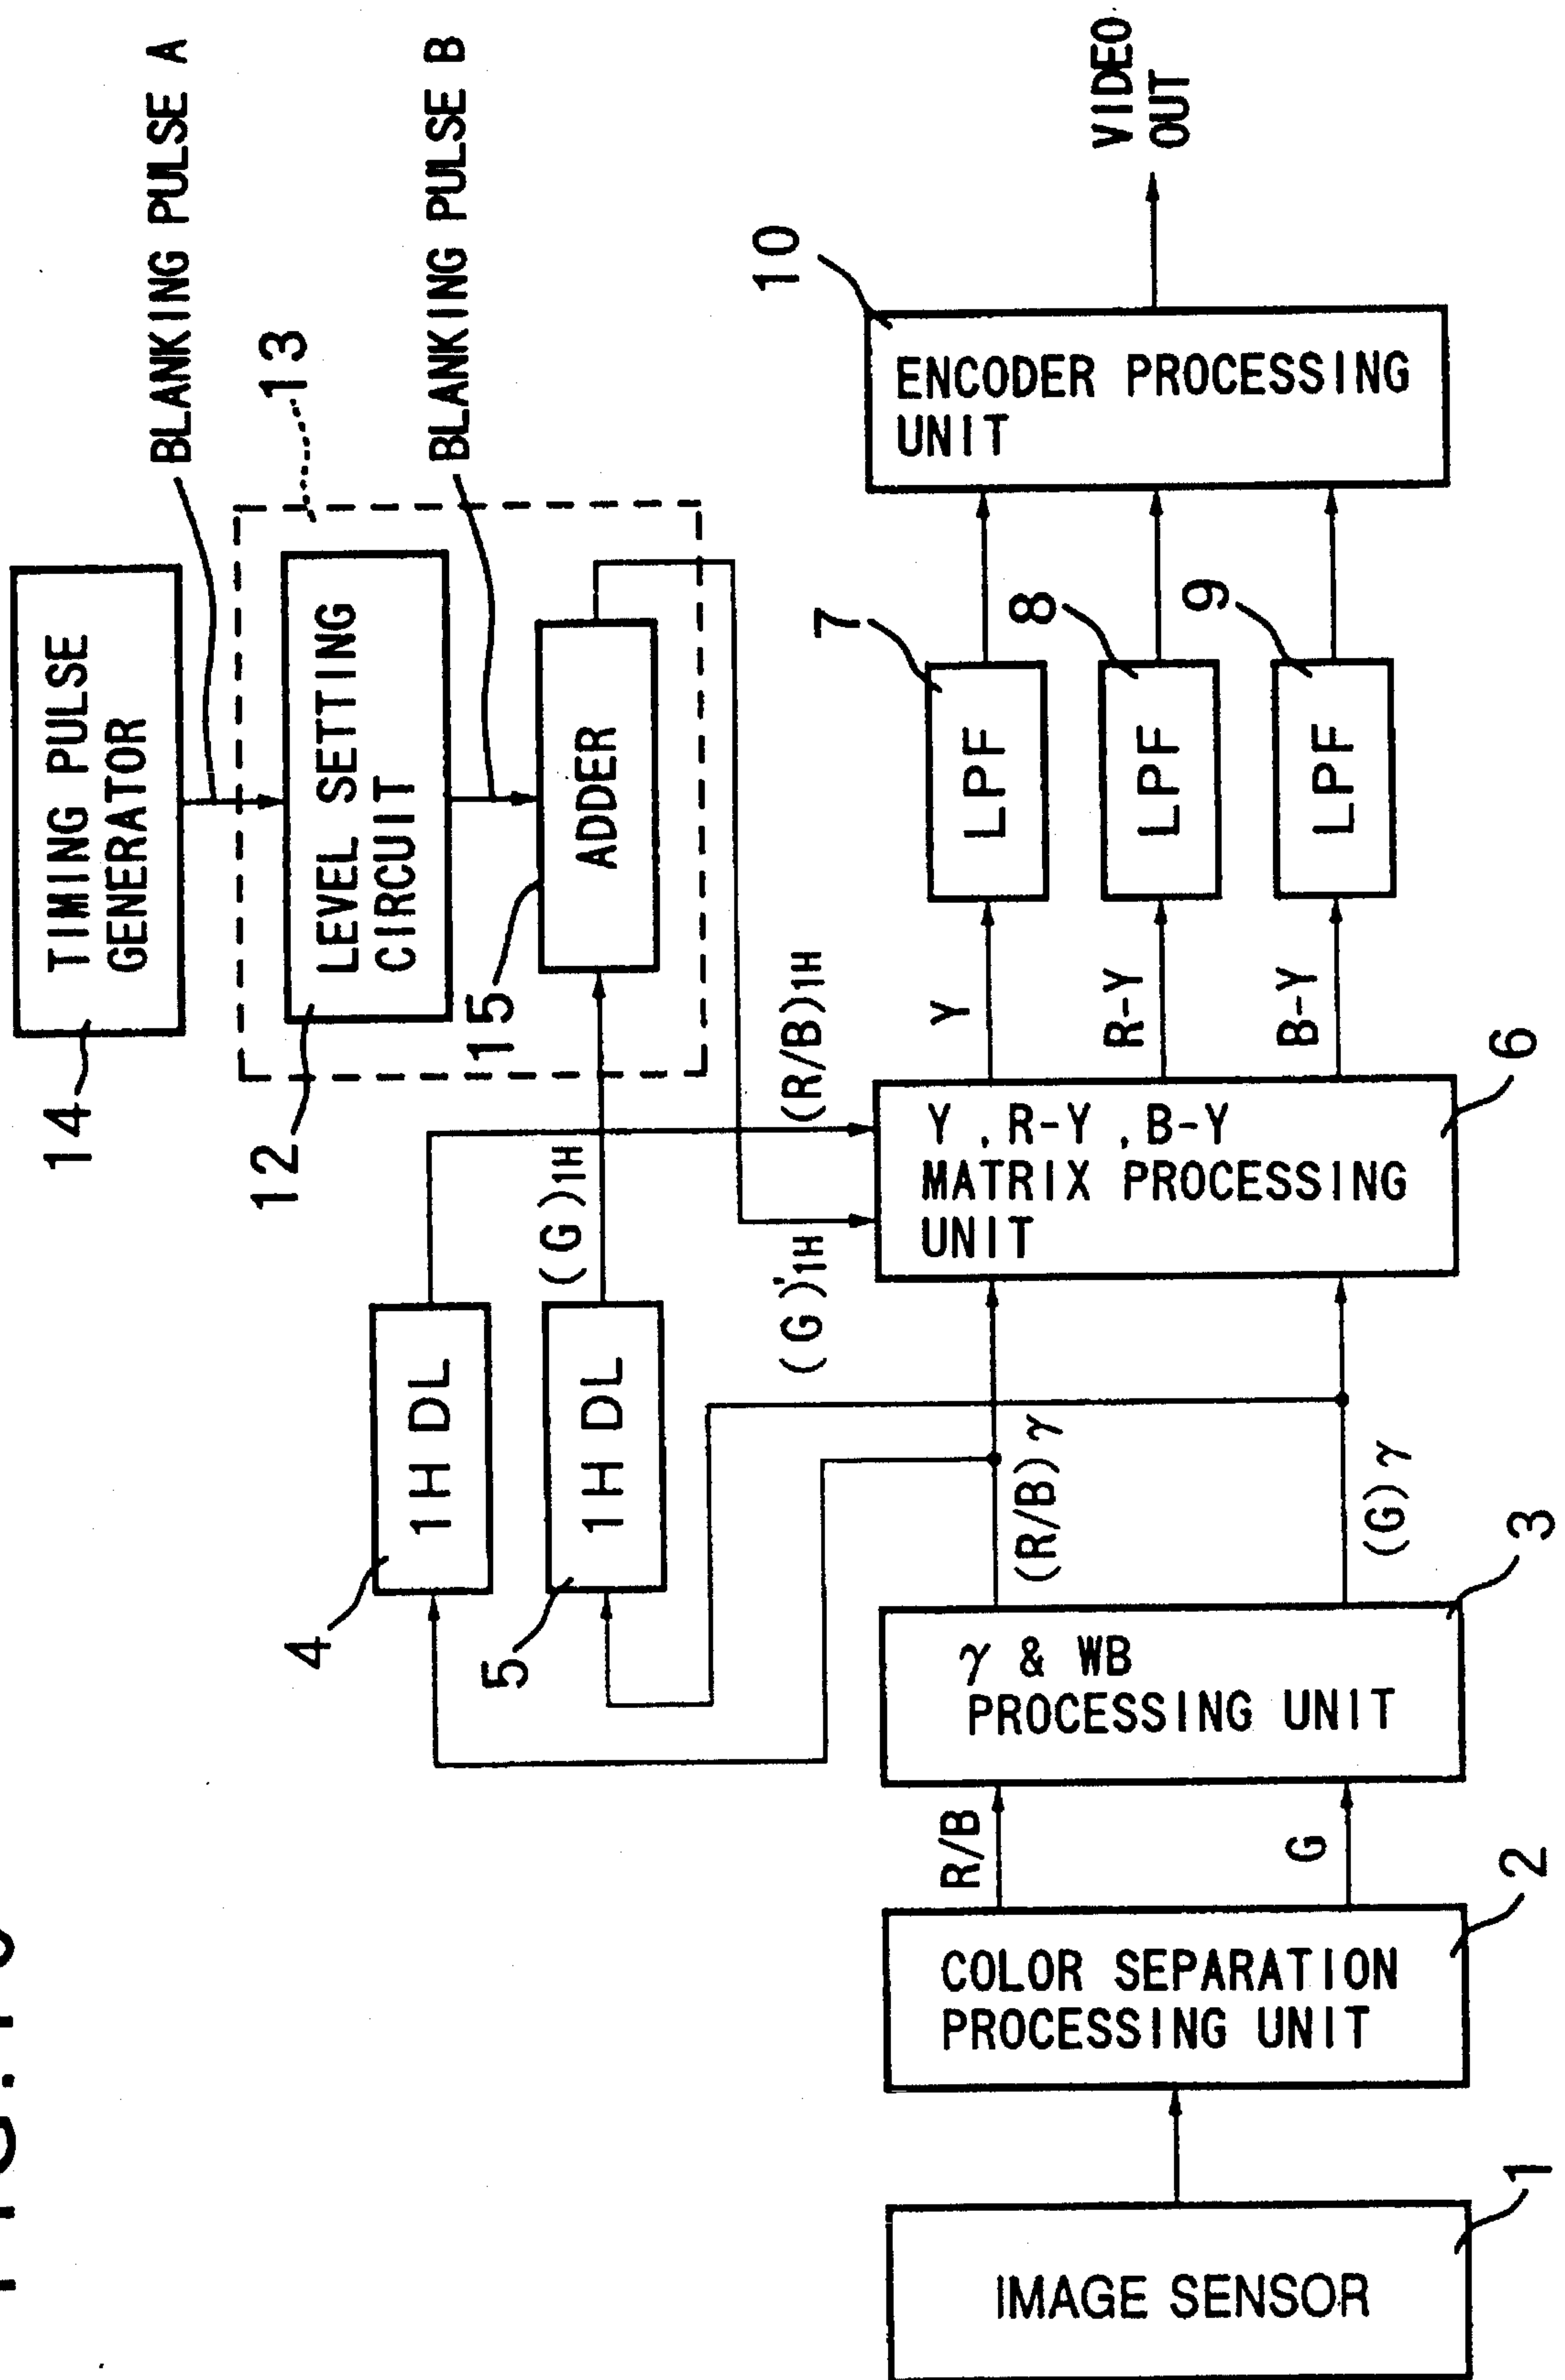 14
TIMING PULSE
GENERATOR
BLANKING PULSE A
13
12
LEVEL SETTING
CIRCUIT
BLANKING PULSE B
15
ADDER
4
1H DL
5
1H DL
(G)1H
(R/B)1H
(G)'1H
1
IMAGE SENSOR
2
COLOR SEPARATION
PROCESSING UNIT
R/B
G
3
γ & WB
PROCESSING UNIT
(R/B)γ
(G)γ
6
Y , R-Y , B-Y
MATRIX PROCESSING
UNIT
Y
R-Y
B-Y
7
LPF
8
LPF
9
LPF
10
ENCODER PROCESSING
UNIT
VIDEO
OUT